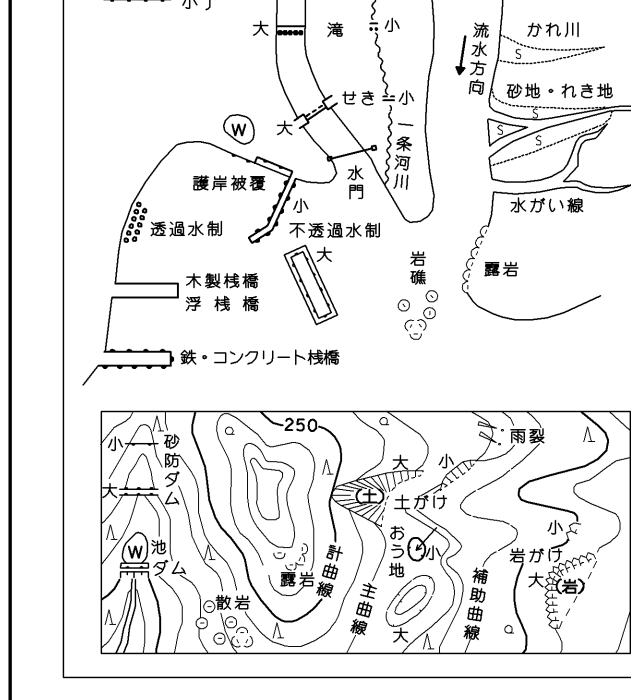 大
滝
小
流水方向
かれ川
S
砂地・れき地
S
S
S
せき
小
大
W
一条河川
護岸被覆
水門
小
水がい線
透過水制
不透過水制
大
岩礁
露岩
木製桟橋
浮桟橋
鉄・コンクリート桟橋
250
小
砂防ダム
大
雨裂
大
小
土
土がけ
W
池
ダム
おう地
小
小
岩がけ
大
(岩)
計曲線
露岩
主曲線
補助曲線
散岩
大